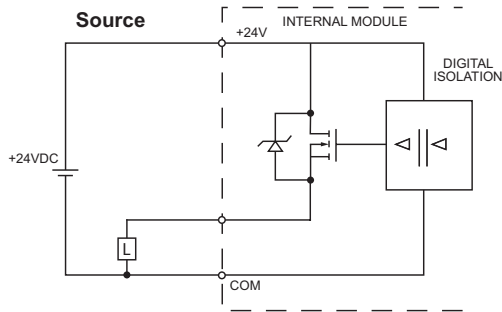 Source
INTERNAL MODULE
+24V
DIGITAL
ISOLATION
+24VDC
L
COM